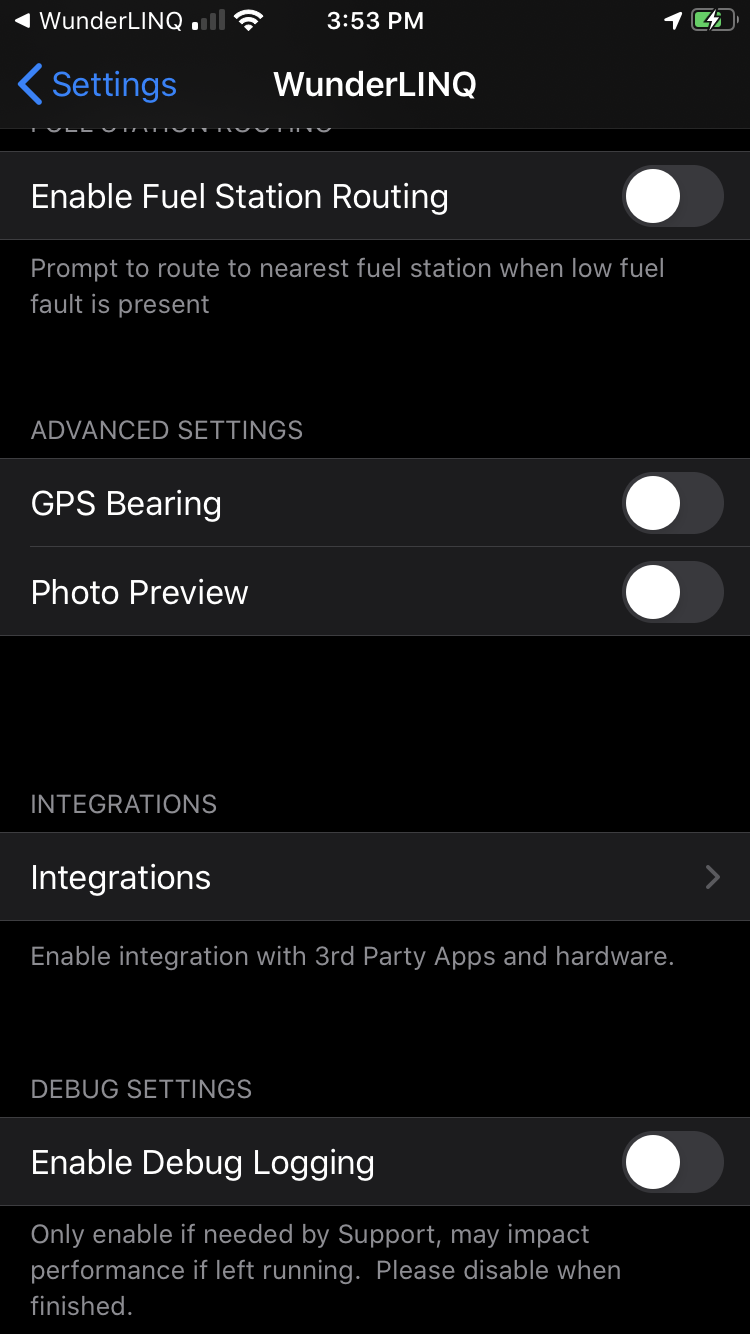 WunderLINQ 3:53 PM
Settings WunderLINQ
FUEL STATION ROUTING
Enable Fuel Station Routing
Prompt to route to nearest fuel station when low fuel
fault is present
ADVANCED SETTINGS
GPS Bearing
Photo Preview
INTEGRATIONS
Integrations
Enable integration with 3rd Party Apps and hardware.
DEBUG SETTINGS
Enable Debug Logging
Only enable if needed by Support, may impact
performance if left running.  Please disable when
finished.